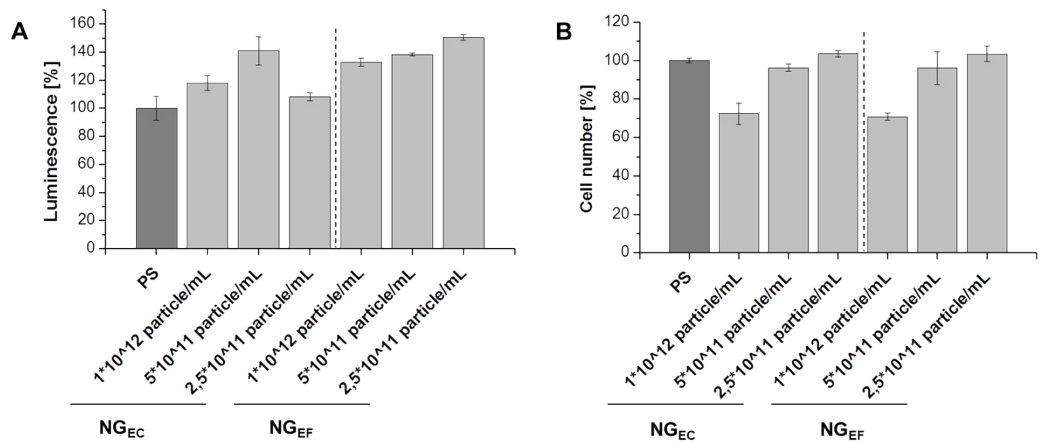 A
Luminescence [%]
160
140
120
100
80
60
40
20
0
PS
1*10^12 particle/mL
5*10^11 particle/mL
2,5*10^11 particle/mL
1*10^12 particle/mL
5*10^11 particle/mL
2,5*10^11 particle/mL
NGEC
NGEF
B
Cell number [%]
120
100
80
60
40
20
0
PS
1*10^12 particle/mL
5*10^11 particle/mL
2,5*10^11 particle/mL
1*10^12 particle/mL
5*10^11 particle/mL
2,5*10^11 particle/mL
NGEC
NGEF